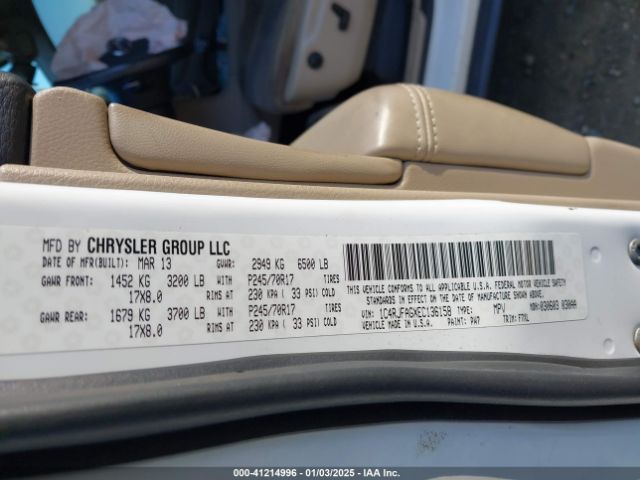 MFD BY CHRYSLER GROUP LLC
DATE OF MFR(BUILT): MAR 13 GVWR: 2949 KG 6500 LB
GAWR FRONT: 1452 KG 3200 LB WITH P245/70R17 TIRES
17X8.0 RIMS AT 230 KPA ( 33 PSI) COLD
GAWR REAR: 1679 KG 3700 LB WITH P245/70R17 TIRES
17X8.0 RIMS AT 230 KPA ( 33 PSI) COLD
THIS VEHICLE CONFORMS TO ALL APPLICABLE U.S.A. FEDERAL MOTOR VEHICLE SAFETY
STANDARDS IN EFFECT ON THE DATE OF MANUFACTURE SHOWN ABOVE.
VIN: TYPE: MPV MDH:
MADE IN U.S.A. PAINT: PW7 TRIM:
000-41214996 | 01/03/2025 | IAA Inc.